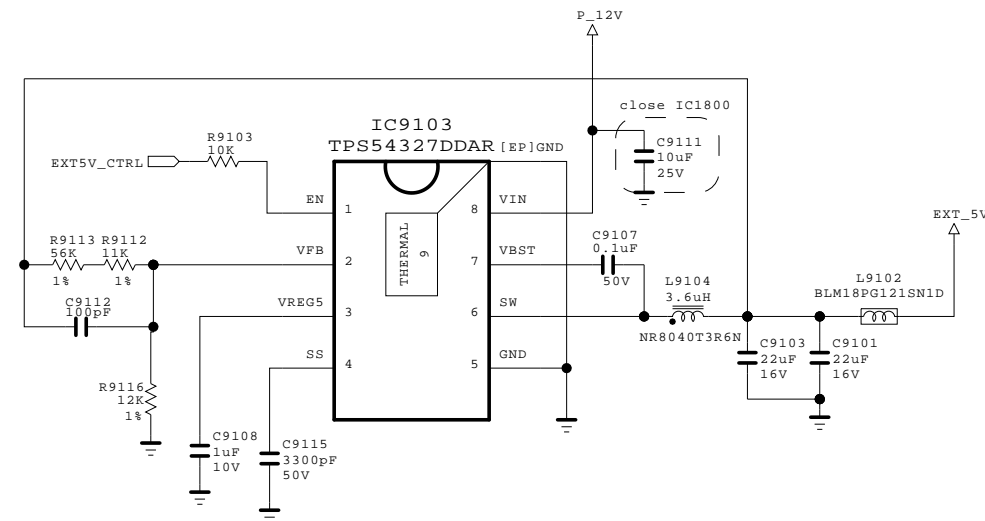 P_12V
close IC1800
C9111
10uF
25V
IC9103
TPS54327DDAR
[EP]GND
R9103
10K
EXT5V_CTRL
EN
1
8
VIN
THERMAL
9
R9113
56K
1%
R9112
11K
1%
VFB
2
7
VBST
C9107
0.1uF
50V
EXT_5V
C9112
100pF
VREG5
3
6
SW
L9104
3.6uH
NR8040T3R6N
L9102
BLM18PG121SN1D
SS
4
5
GND
C9103
22uF
16V
C9101
22uF
16V
R9116
12K
1%
C9108
1uF
10V
C9115
3300pF
50V